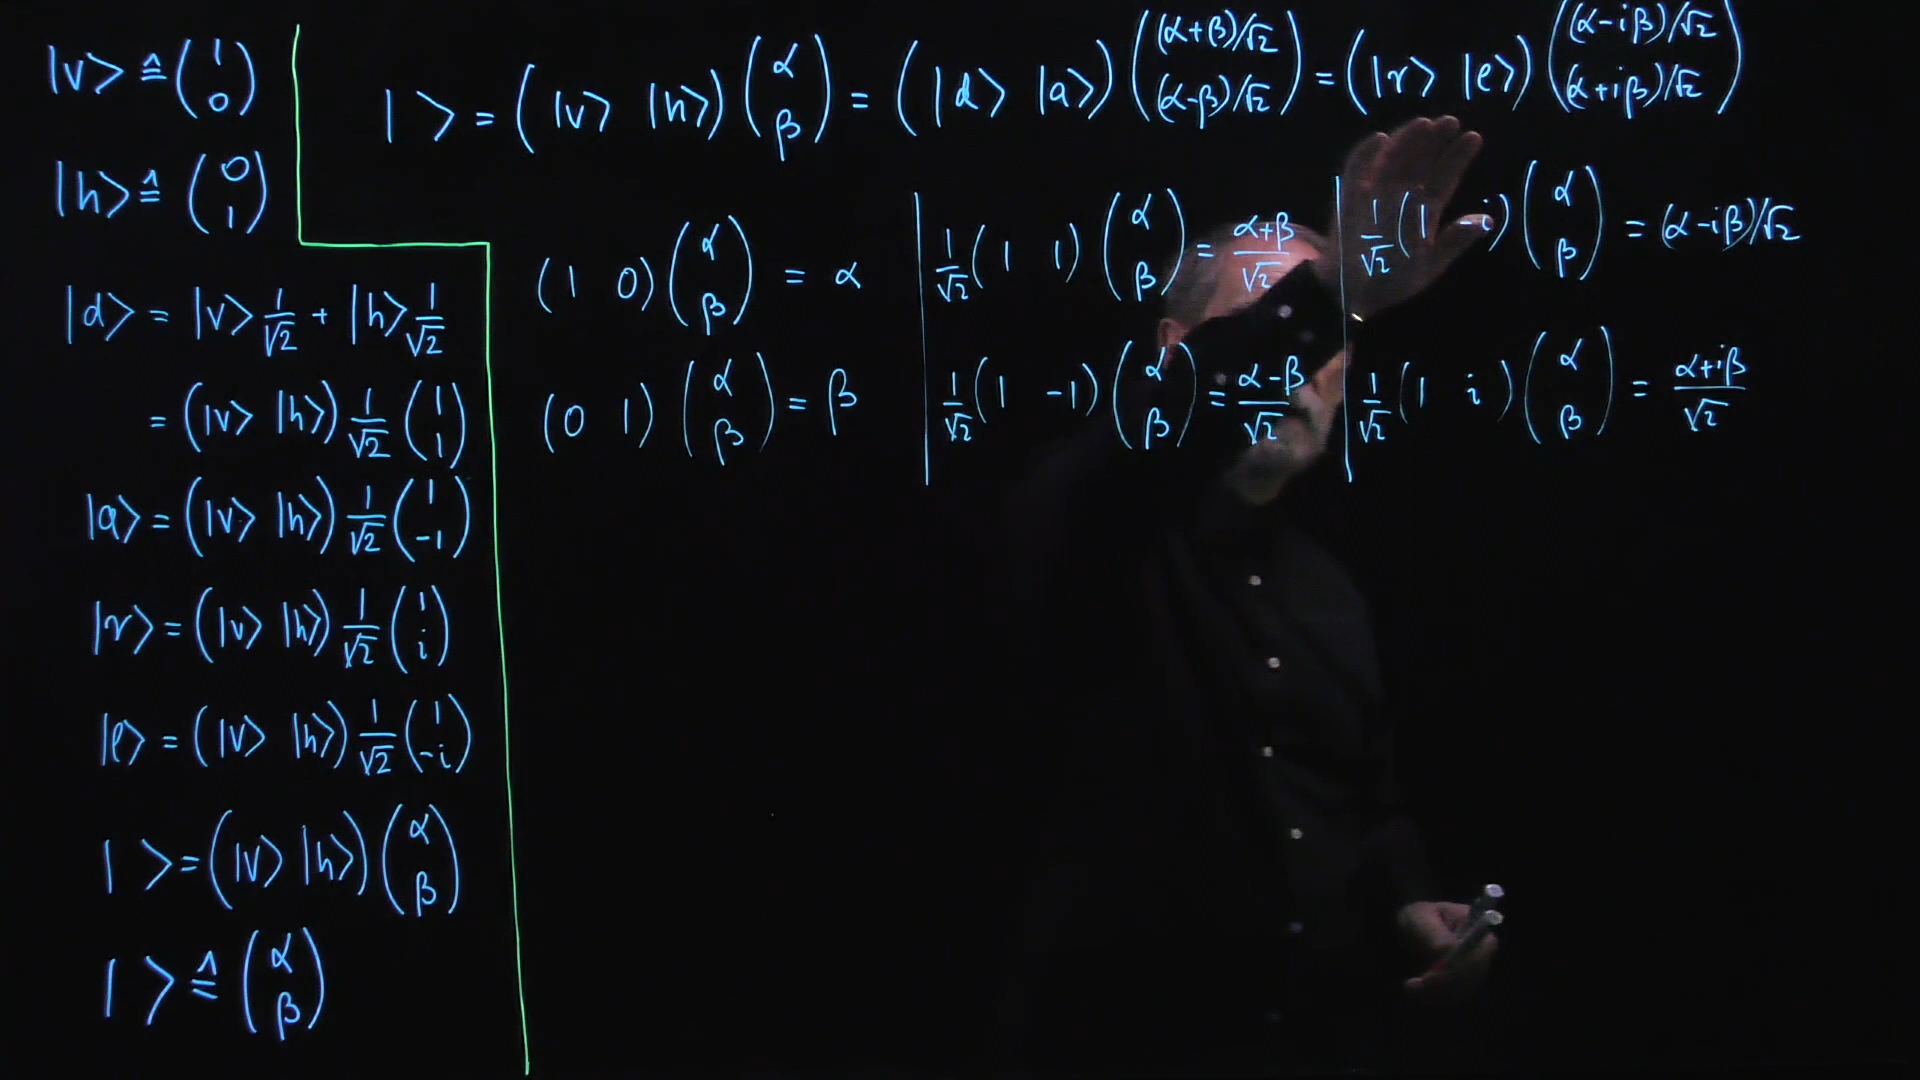 |v> ≙ (1 0)
|h> ≙ (0 1)
|d> = |v> 1/√2 + |h> 1/√2
= (|v> |h>) 1/√2 (1 1)
|a> = (|v> |h>) 1/√2 (1 -1)
|r> = (|v> |h>) 1/√2 (1 i)
|ℓ> = (|v> |h>) 1/√2 (1 -i)
| > = (|v> |h>) (α β)
| > ≙ (α β)
| > = (|v> |h>) (α β) = (|d> |a>) ((α+β)/√2 (α-β)/√2) = (|r> |ℓ>) ((α-iβ)/√2 (α+iβ)/√2)
(1 0) (α β) = α
(0 1) (α β) = β
1/√2 (1 1) (α β) = α+β/√2
1/√2 (1 -1) (α β) = α-β/√2
1/√2 (1 -i) (α β) = (α-iβ)/√2
1/√2 (1 i) (α β) = α+iβ/√2